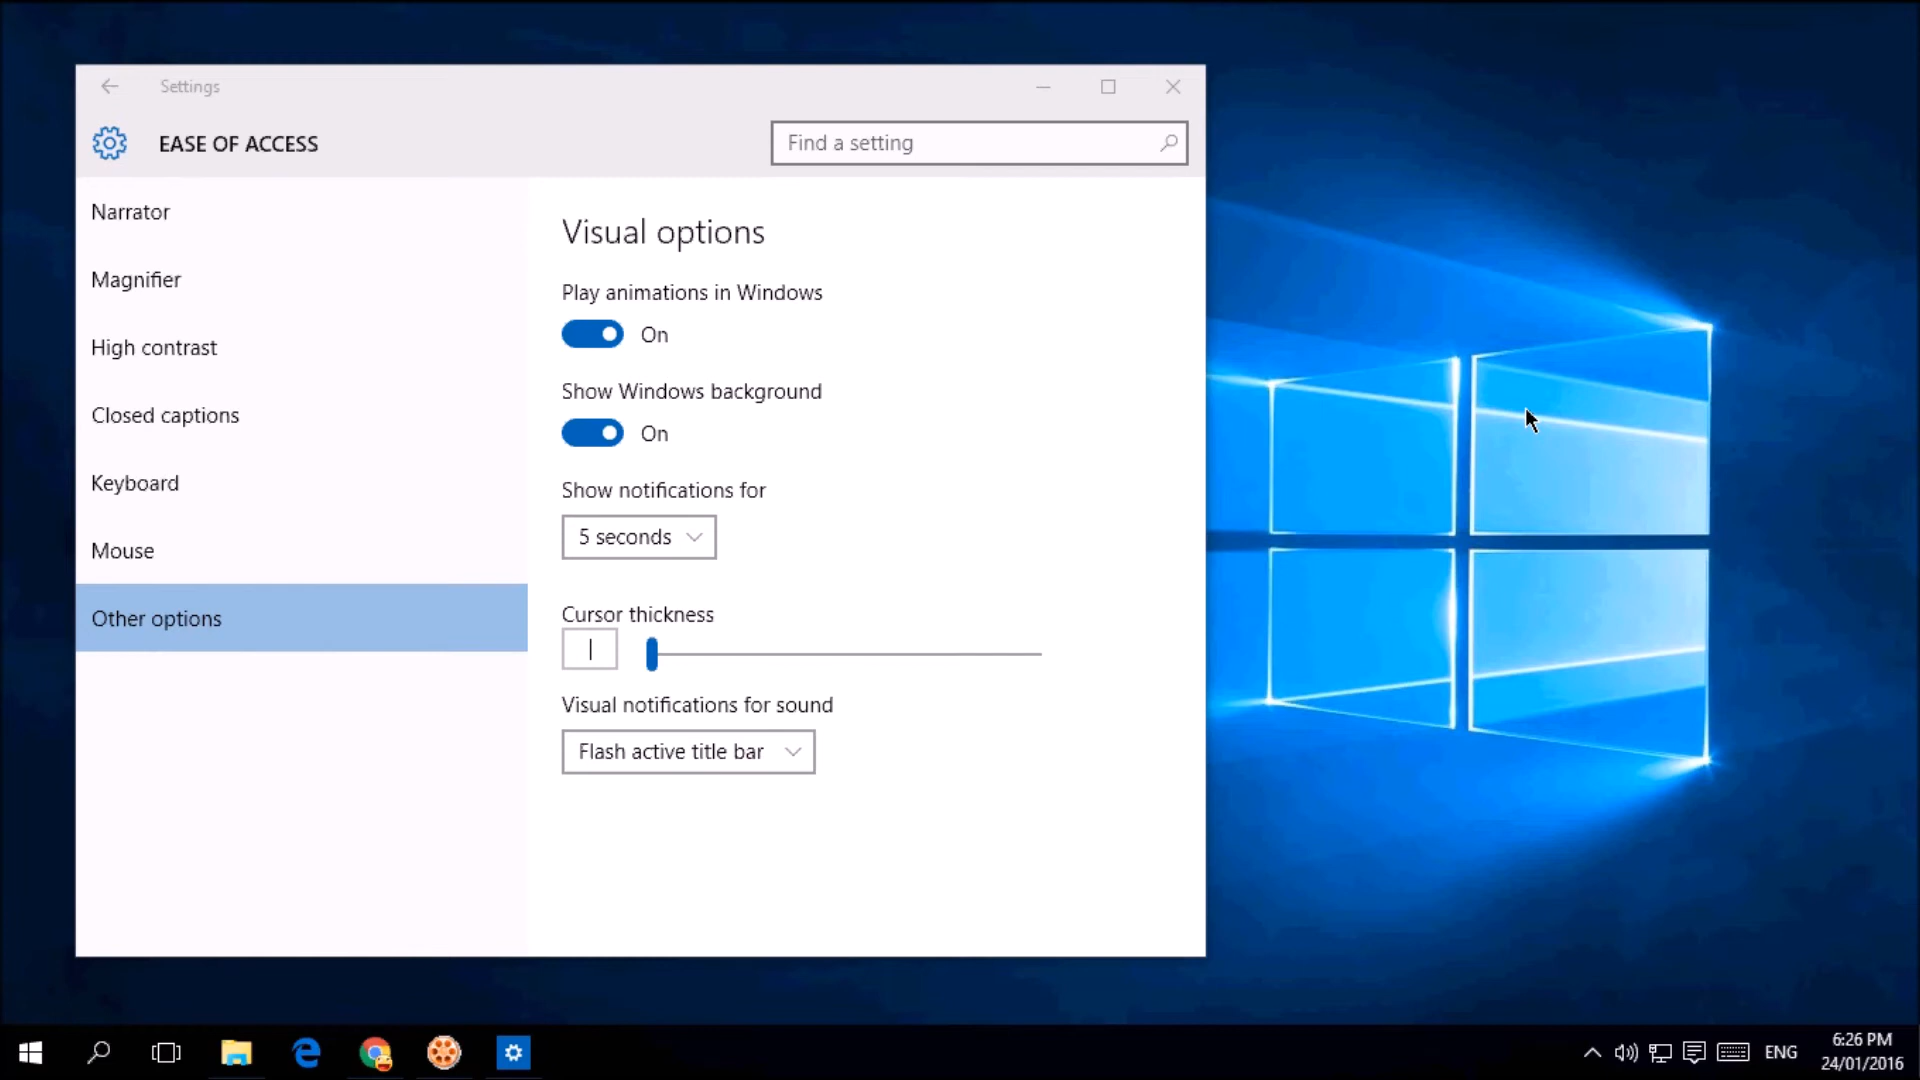 Settings
EASE OF ACCESS
Find a setting
Narrator
Magnifier
High contrast
Closed captions
Keyboard
Mouse
Other options
Visual options
Play animations in Windows
On
Show Windows background
On
Show notifications for
5 seconds
Cursor thickness
Visual notifications for sound
Flash active title bar
ENG
6:26 PM
24/01/2016